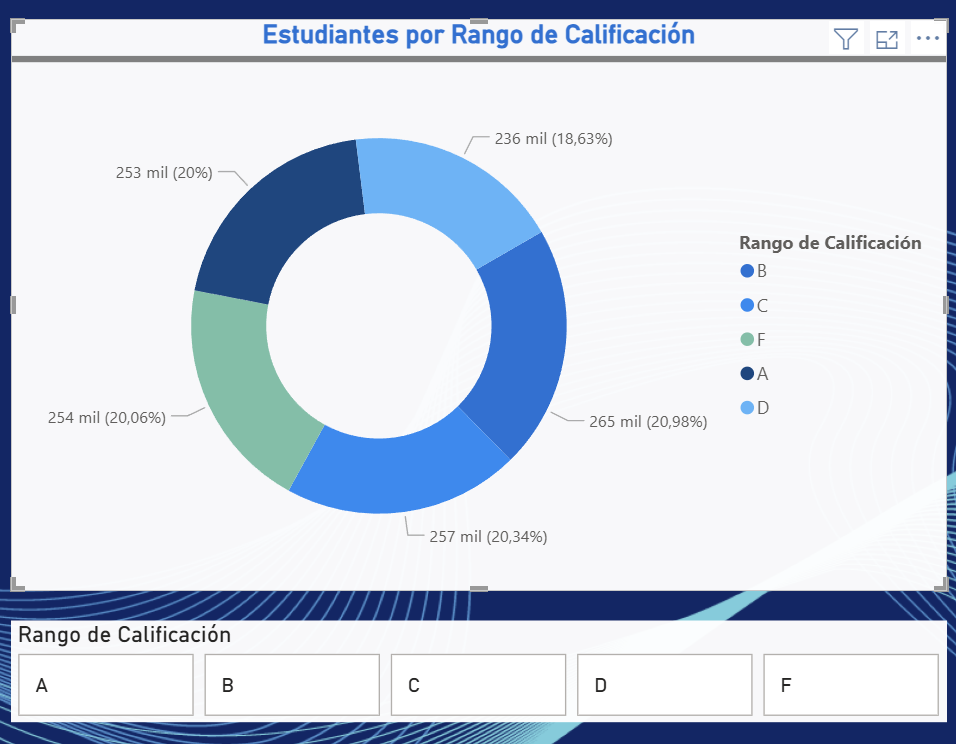 Estudiantes por Rango de Calificación
236 mil (18,63%)
253 mil (20%)
254 mil (20,06%)
265 mil (20,98%)
257 mil (20,34%)
Rango de Calificación
B
C
F
A
D
Rango de Calificación
A
B
C
D
F